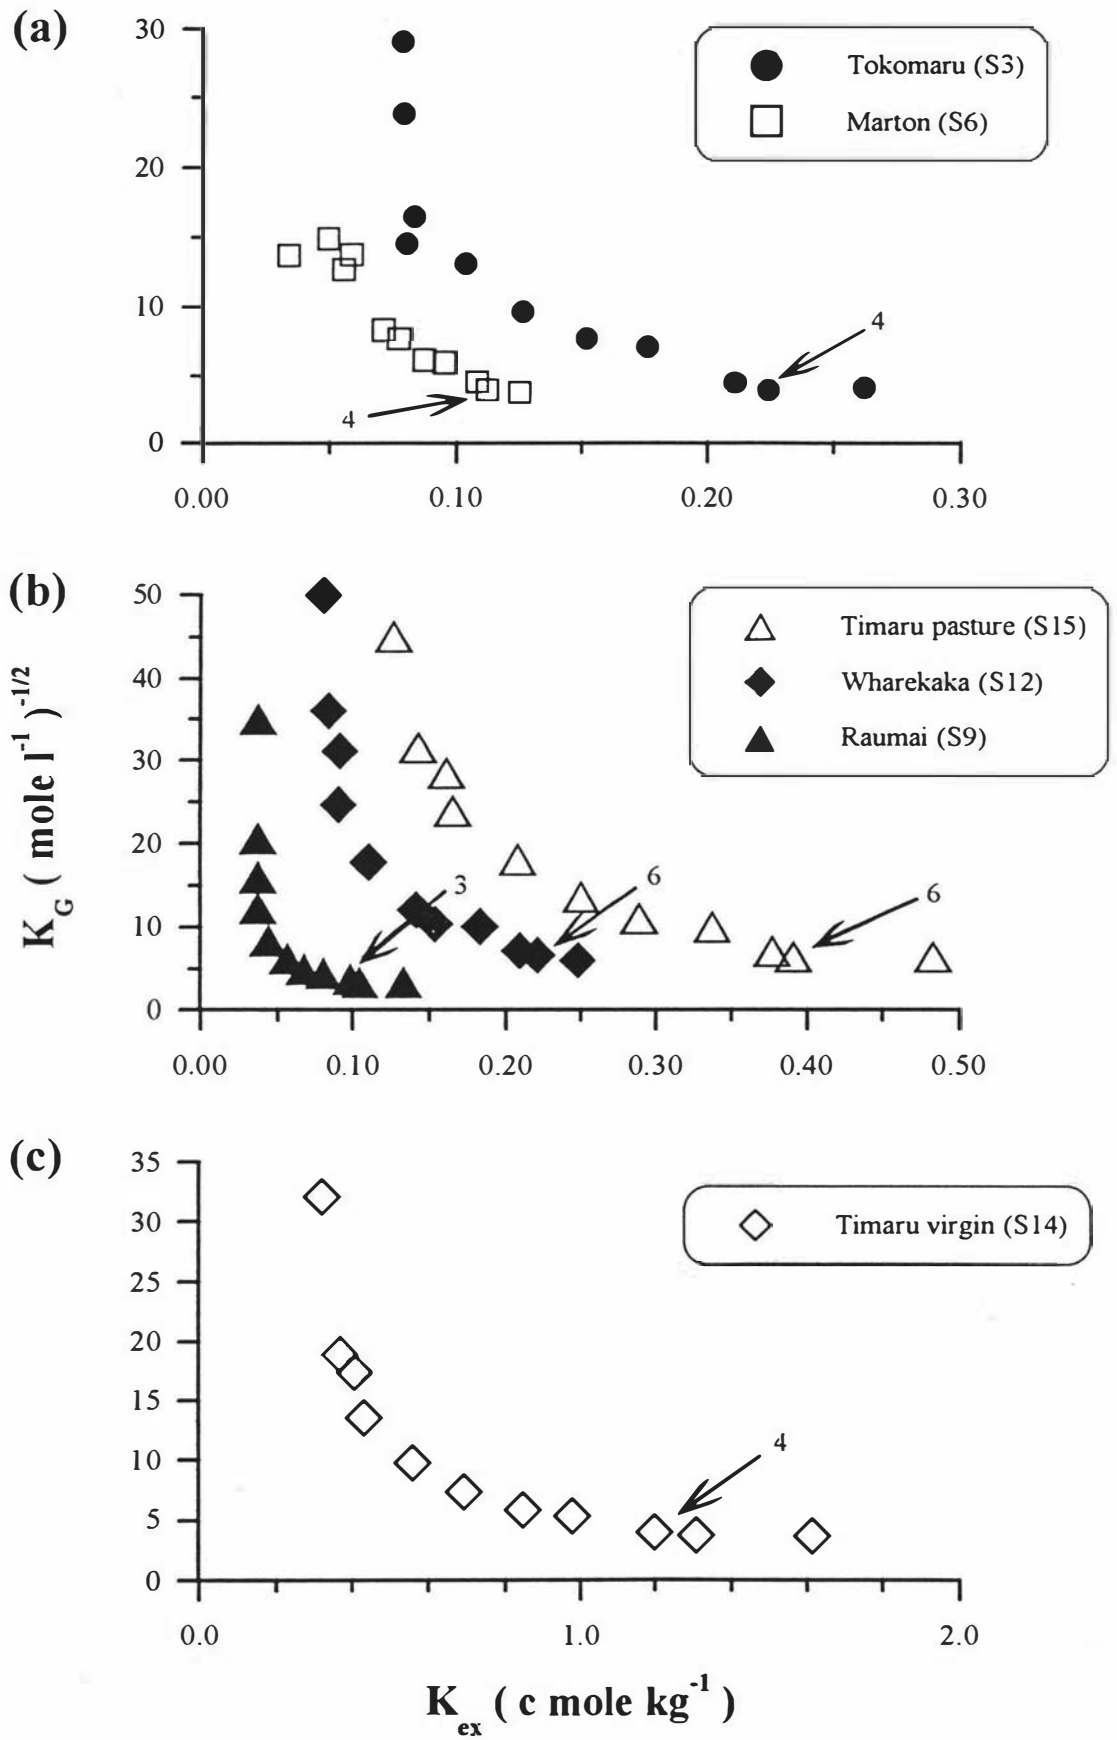 (a)
30
20
10
0
0.00 0.10 0.20 0.30
Tokomaru (S3)
Marton (S6)
4
4
(b)
50
40
30
20
10
0
0.00 0.10 0.20 0.30 0.40 0.50
Timaru pasture (S15)
Wharekaka (S12)
Raumai (S9)
3
6
6
K_G ( mole l^-1 )^-1/2
(c)
35
30
25
20
15
10
5
0
0.0 1.0 2.0
Timaru virgin (S14)
4
K_ex ( c mole kg^-1 )